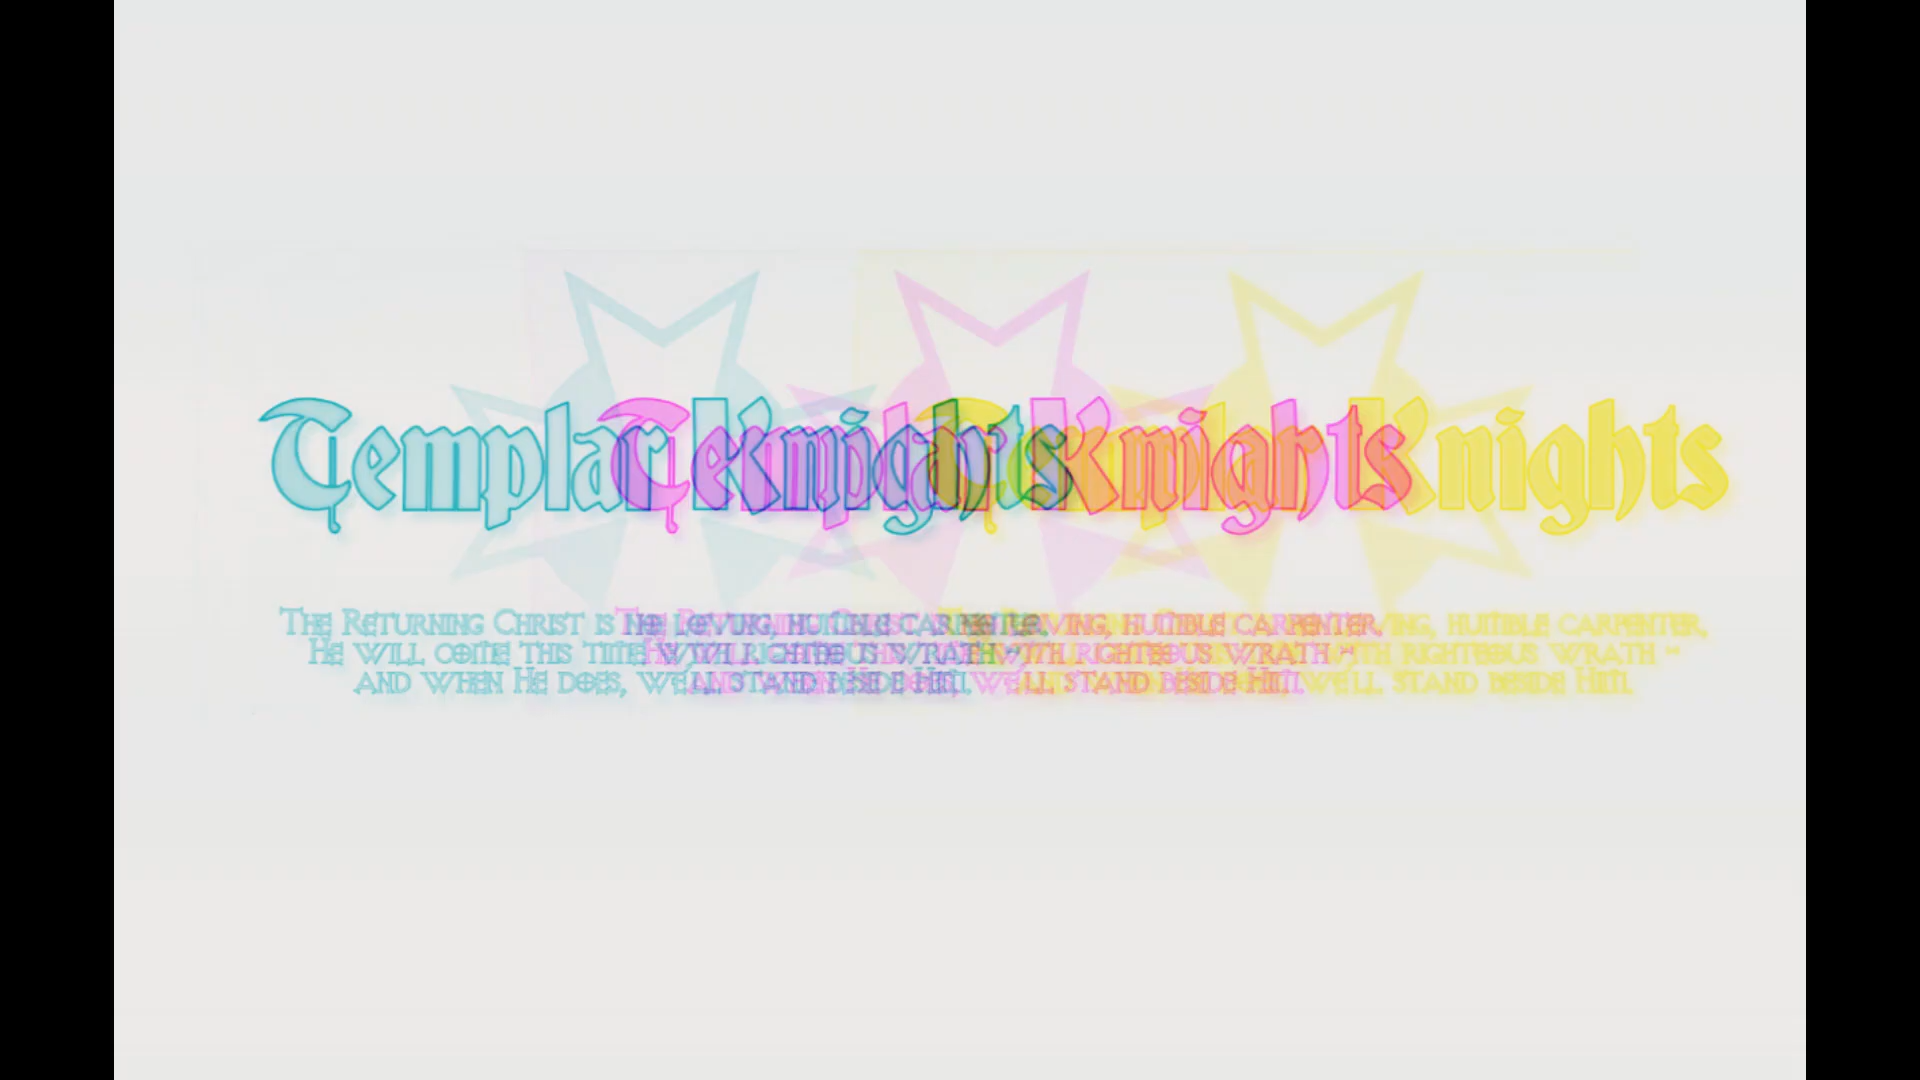 Templar Knights
The Returning Christ is no loving, humble carpenter.
He will come this time with righteous wrath -
and when He does, we'll stand beside Him.